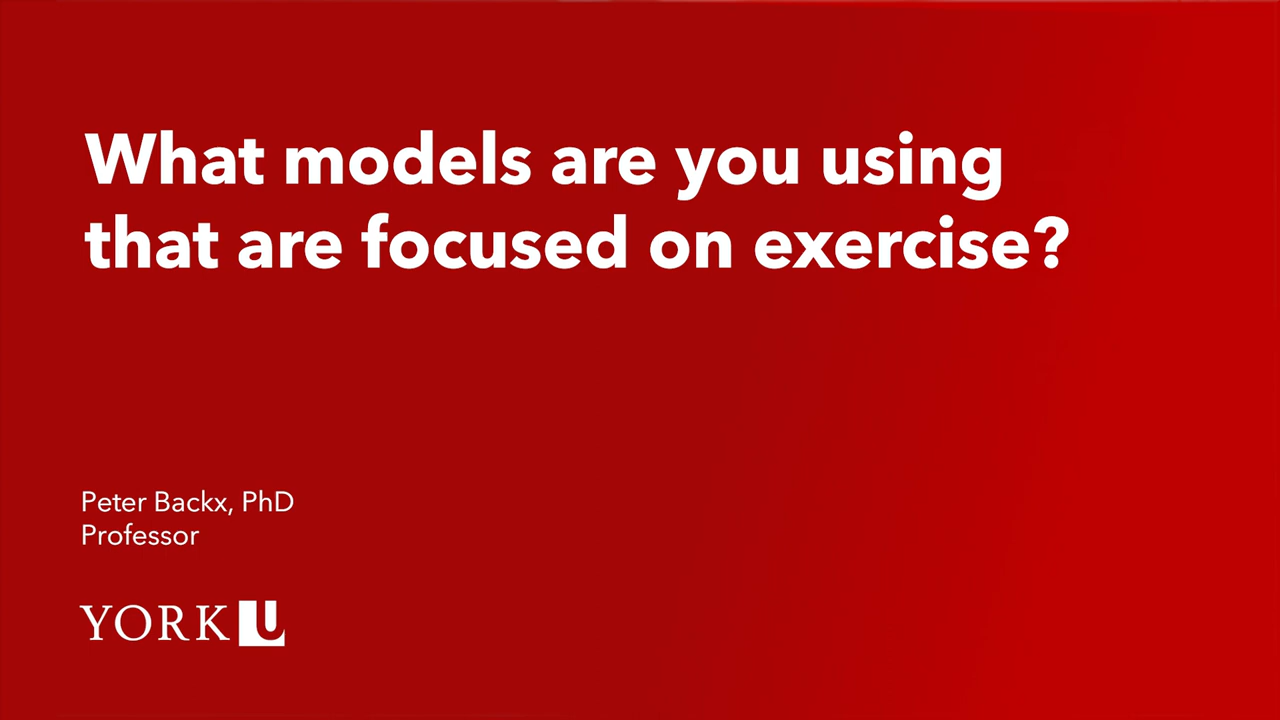 What models are you using
that are focused on exercise?
Peter Backx, PhD
Professor
YORK U